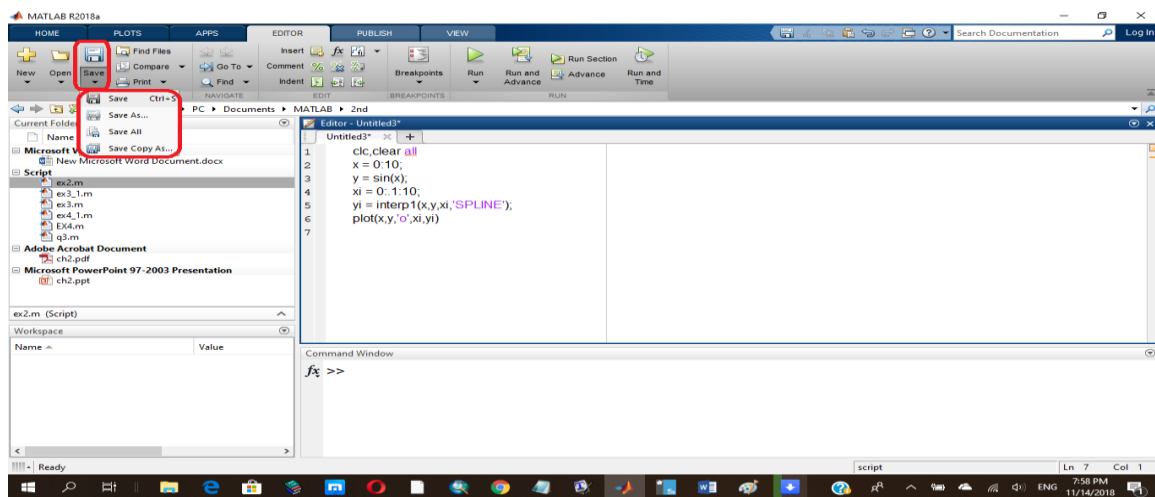 MATLAB R2018a
HOME PLOTS APPS EDITOR PUBLISH VIEW Search Documentation Log In
New Open Save Find Files Compare Print Go To Find Insert fx Comment Indent Breakpoints Run Run and Advance Run Section Advance Run and Time
NAVIGATE EDIT BREAKPOINTS RUN
Save Ctrl+S
Save As...
Save All
Save Copy As...
PC Documents MATLAB 2nd
Current Folde
Name
Microsoft W
New Microsoft Word Document.docx
Script
ex2.m
ex3_1.m
ex3.m
ex4_1.m
EX4.m
q3.m
Adobe Acrobat Document
ch2.pdf
Microsoft PowerPoint 97-2003 Presentation
ch2.ppt
ex2.m (Script)
Workspace
Name Value
Editor - Untitled3*
Untitled3*
1 clc,clear all
2 x = 0:10;
3 y = sin(x);
4 xi = 0:.1:10;
5 yi = interp1(x,y,xi,'SPLINE');
6 plot(x,y,'o',xi,yi)
7
Command Window
fx >>
Ready script Ln 7 Col 1
ENG 7:58 PM
11/14/2018